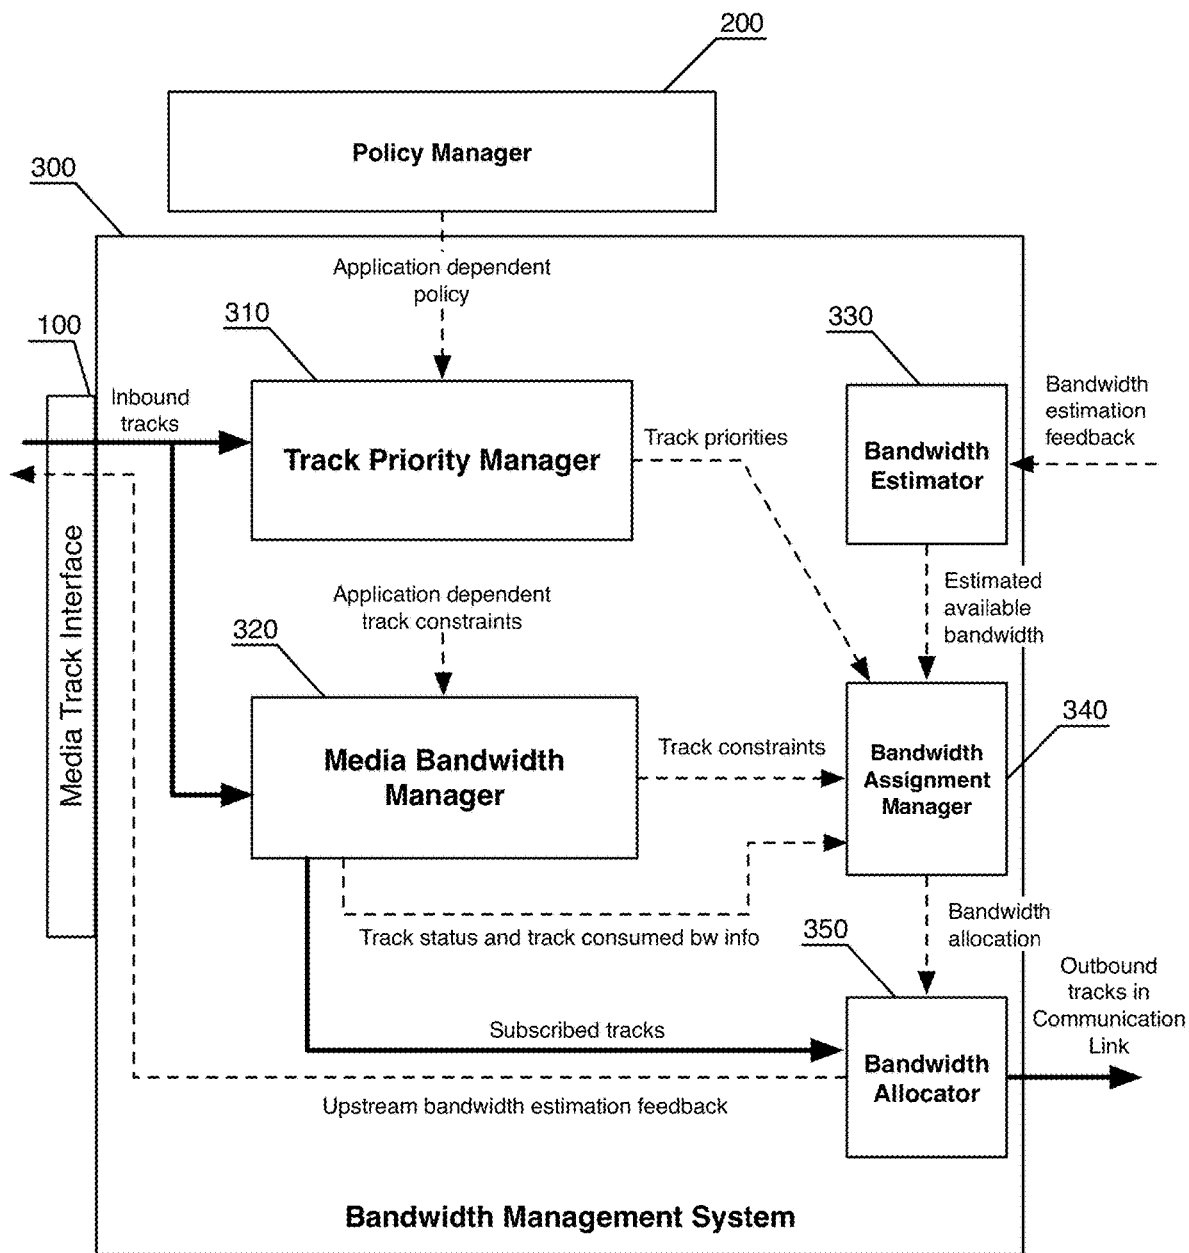 200
Policy Manager
300
Application dependent
policy
310
330
100
Inbound
tracks
Bandwidth
estimation
feedback
Track Priority Manager
Track priorities
Bandwidth
Estimator
Media Track Interface
Application dependent
track constraints
Estimated
available
bandwidth
320
340
Media Bandwidth
Manager
Track constraints
Bandwidth
Assignment
Manager
Track status and track consumed bw info
350
Bandwidth
allocation
Outbound
tracks in
Communication
Link
Subscribed tracks
Bandwidth
Allocator
Upstream bandwidth estimation feedback
Bandwidth Management System